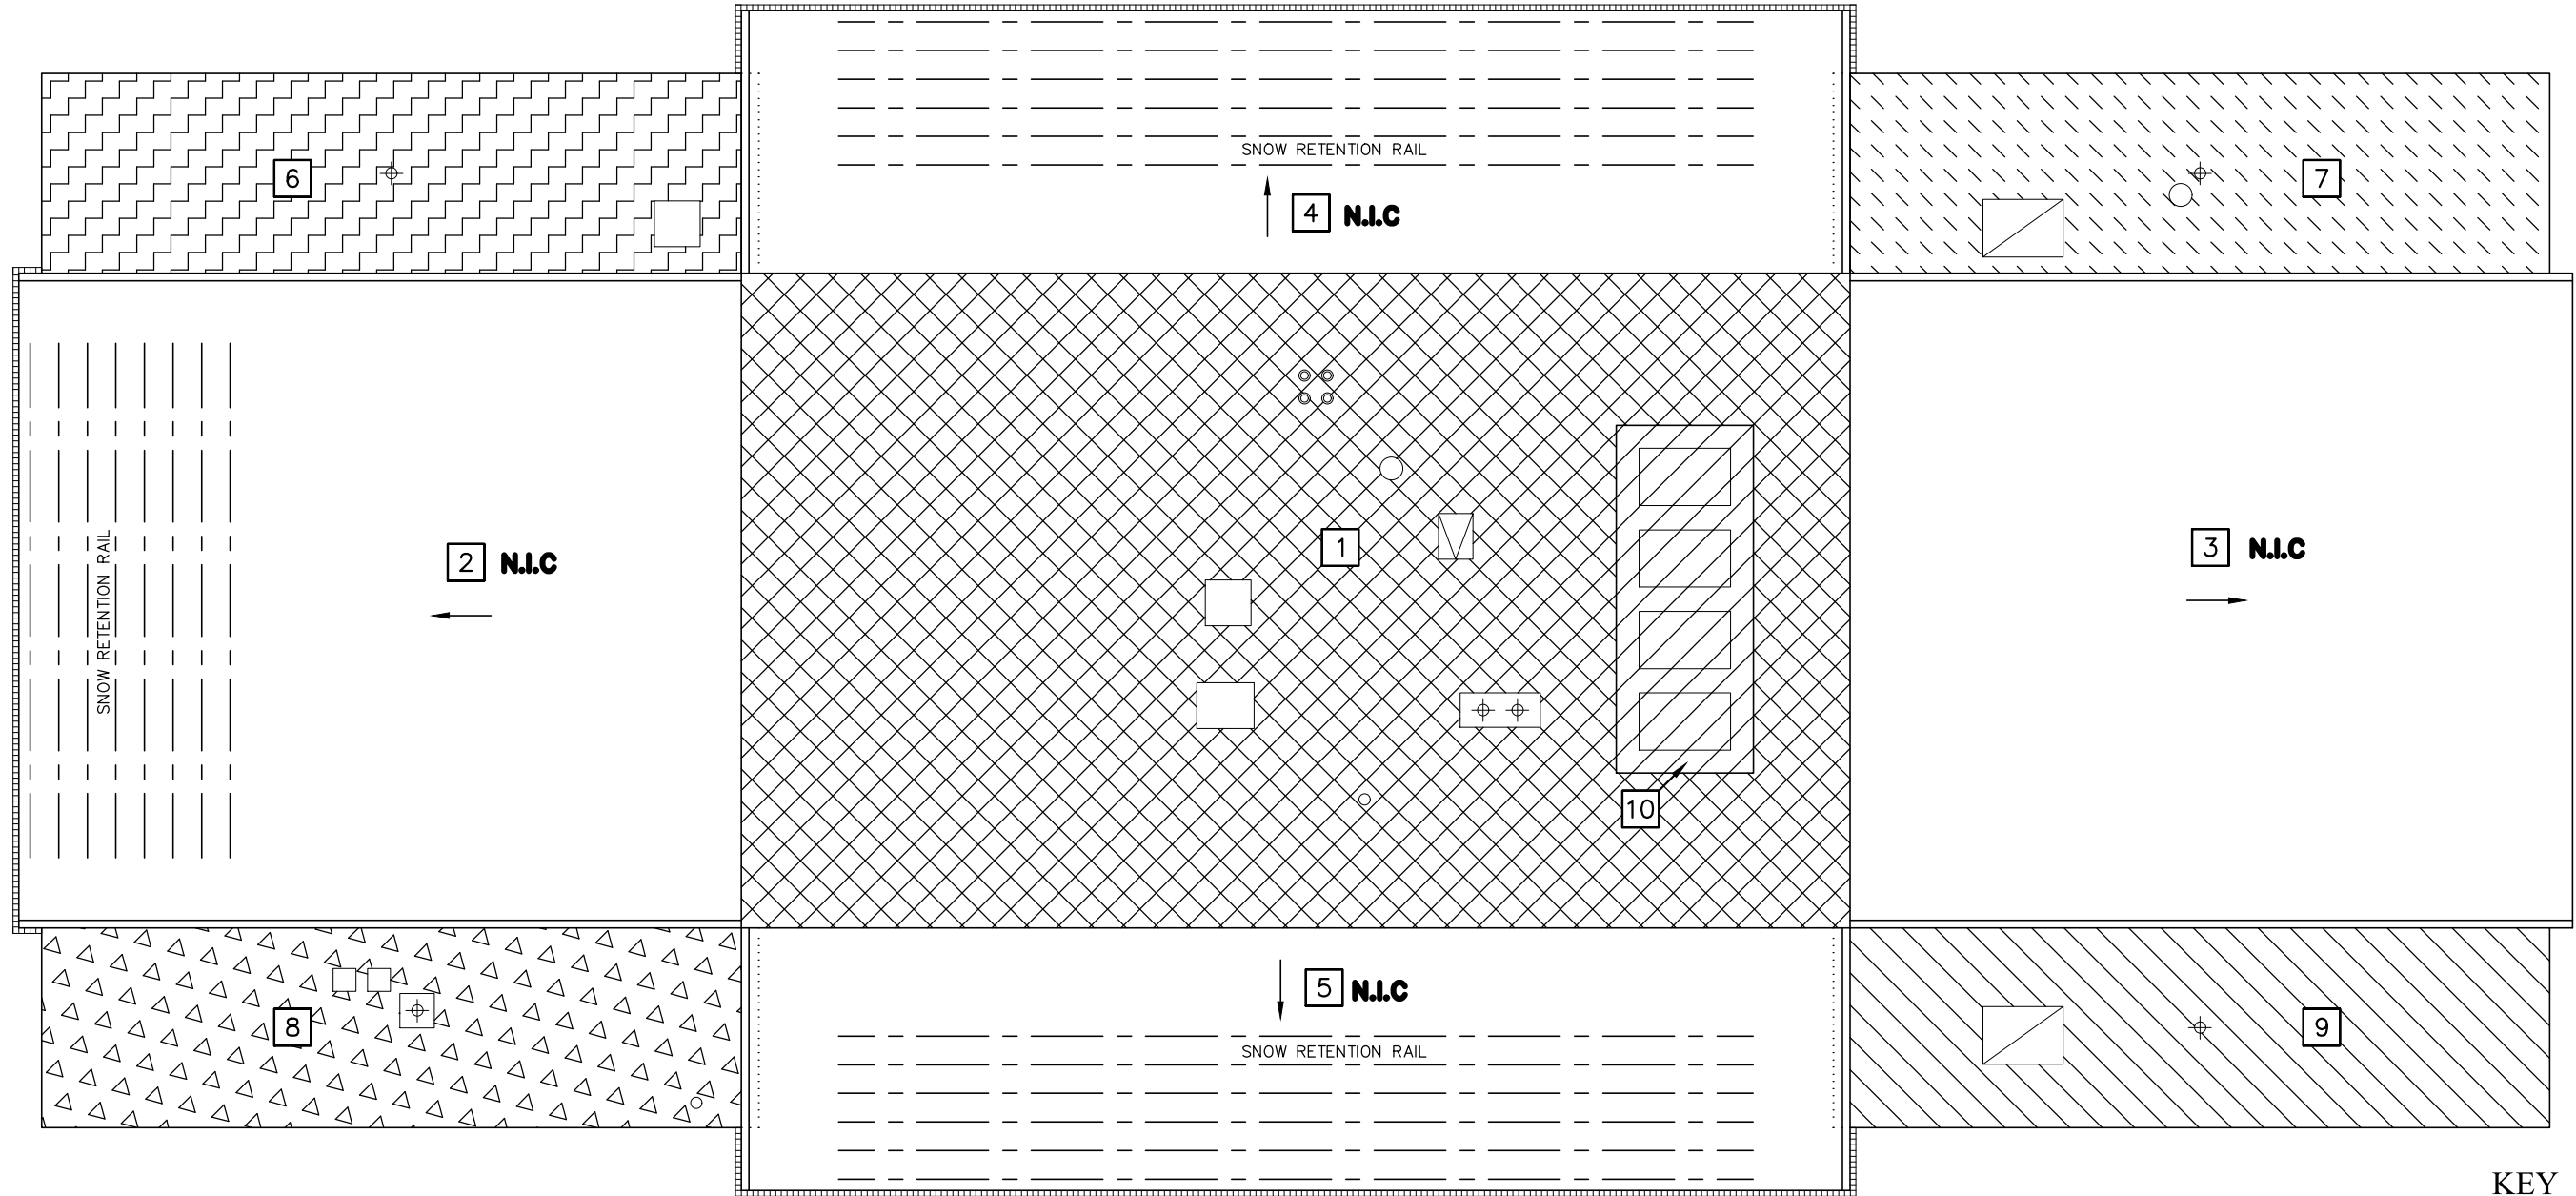 SNOW RETENTION RAIL
4 N.I.C
6
7
SNOW RETENTION RAIL
2 N.I.C
1
3 N.I.C
10
5 N.I.C
8
9
SNOW RETENTION RAIL
KEY